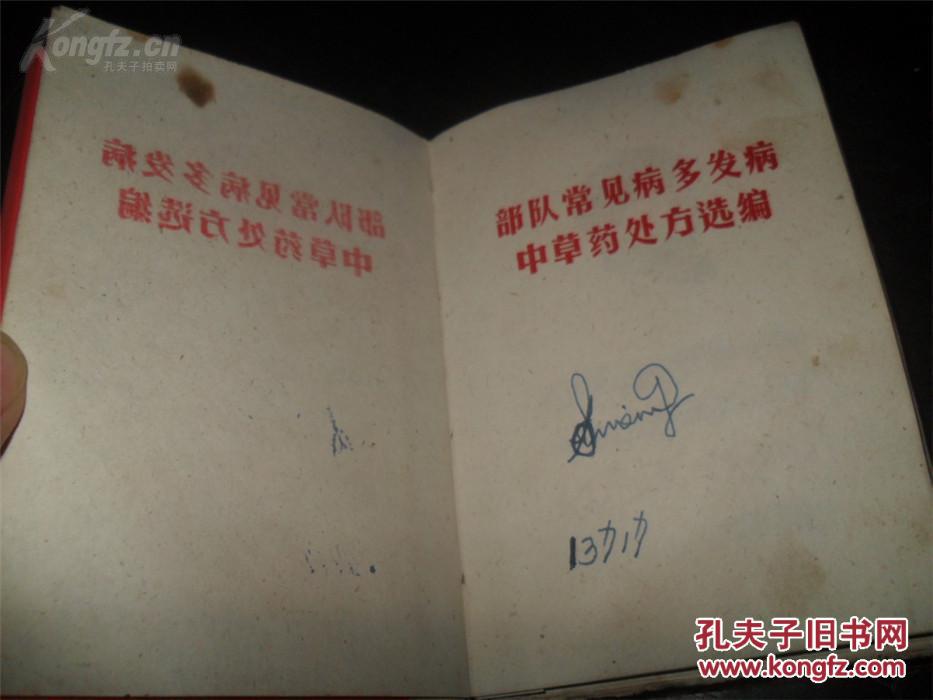 Kongfz.cn
孔夫子拍卖网
部队常见病多发病
中草药处方选编
部队常见病多发病
中草药处方选编
孔夫子旧书网
www.kongfz.com